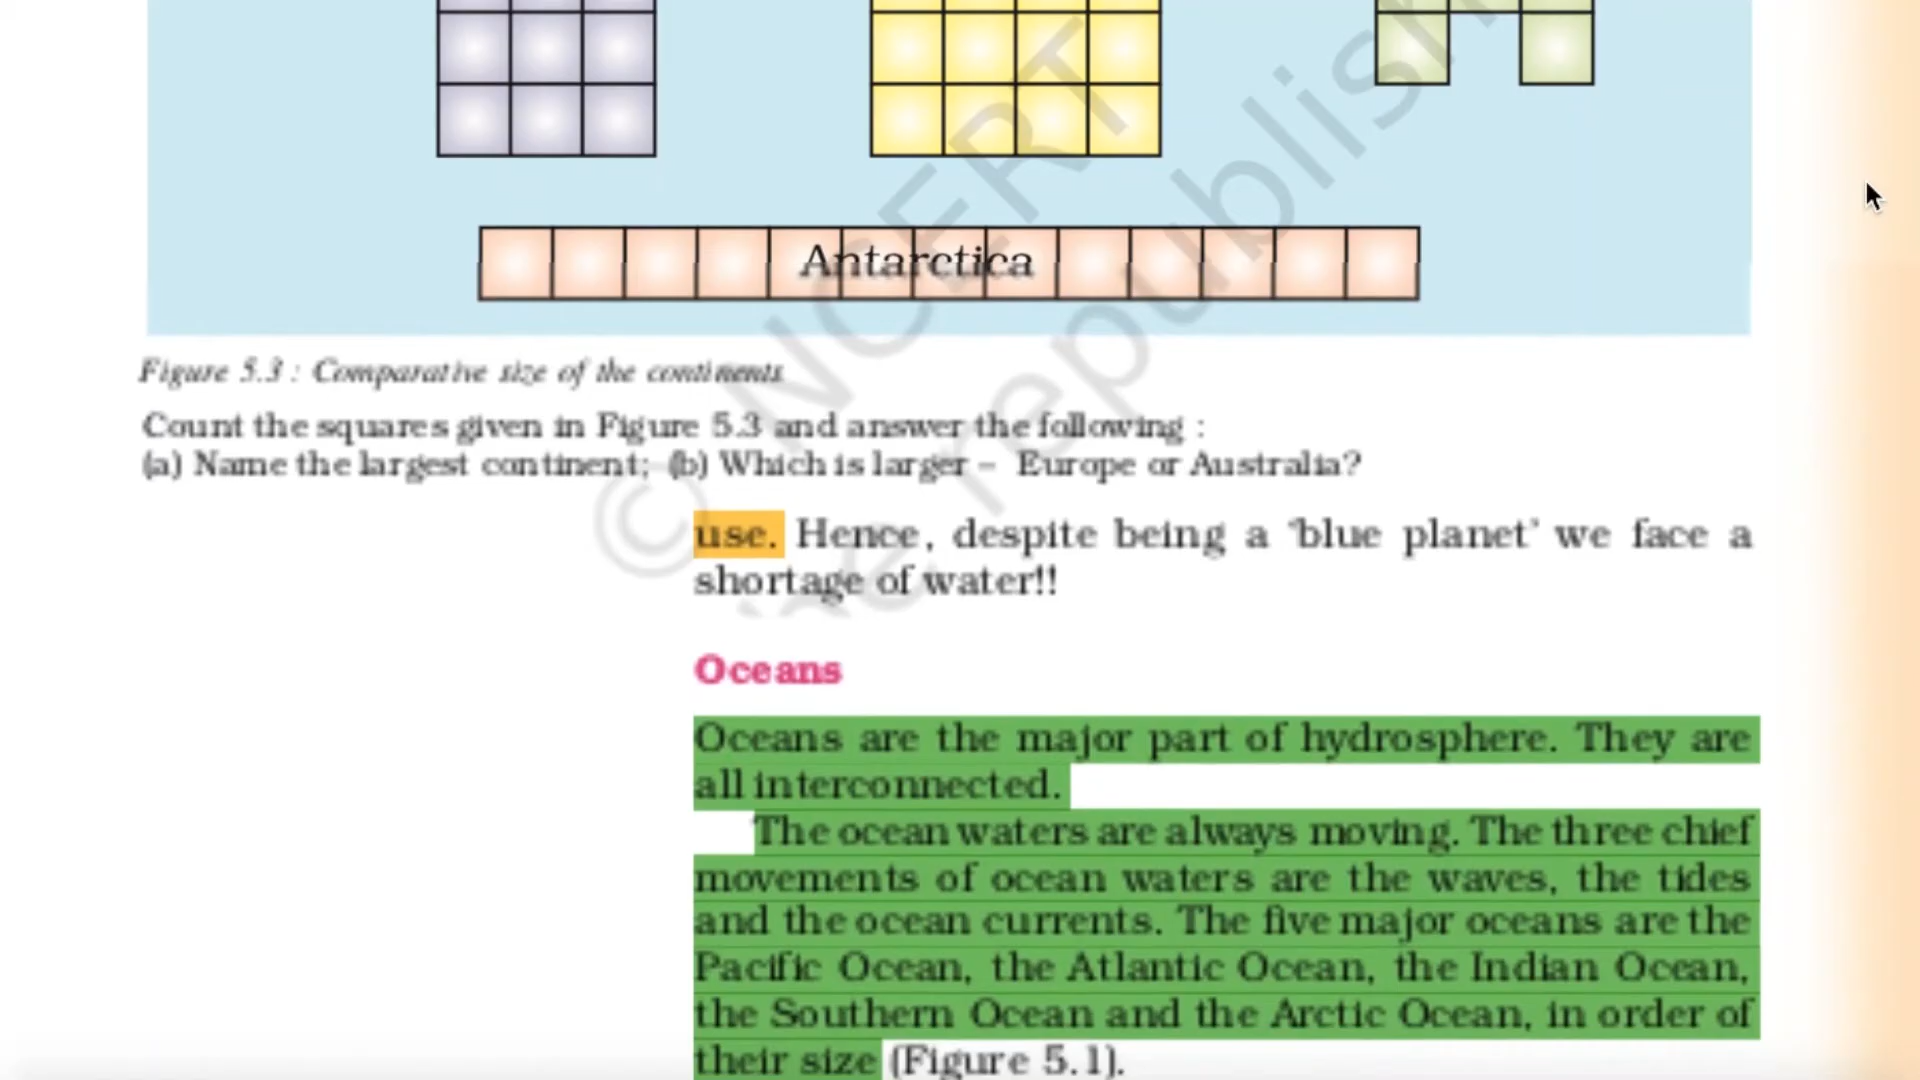 Antarctica
Figure 5.3 : Comparative size of the continents
Count the squares given in Figure 5.3 and answer the following :
(a) Name the largest continent; (b) Which is larger – Europe or Australia?
use. Hence, despite being a ‘blue planet’ we face a
shortage of water!!
Oceans
Oceans are the major part of hydrosphere. They are
all interconnected.
The ocean waters are always moving. The three chief
movements of ocean waters are the waves, the tides
and the ocean currents. The five major oceans are the
Pacific Ocean, the Atlantic Ocean, the Indian Ocean,
the Southern Ocean and the Arctic Ocean, in order of
their size (Figure 5.1).
© NCERT
republish